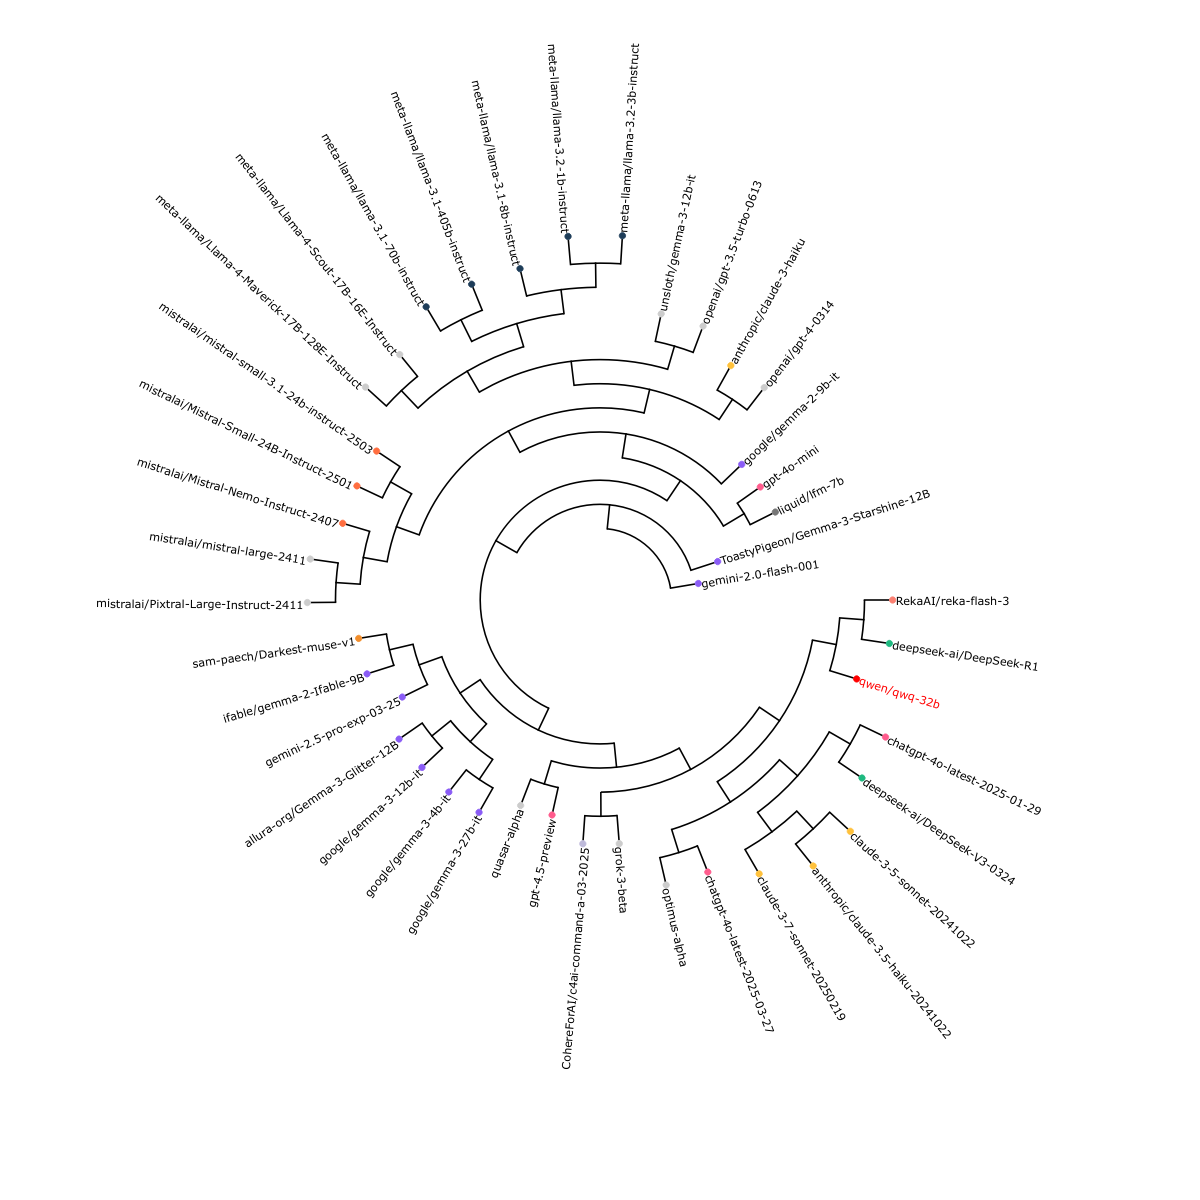 meta-llama/llama-3.2-3b-instruct
unsloth/gemma-3-12b-it
openai/gpt-3.5-turbo-0613
anthropic/claude-3-haiku
openai/gpt-4-0314
google/gemma-2-9b-it
gpt-4o-mini
liquid/lfm-7b
ToastyPigeon/Gemma-3-Starshine-12B
gemini-2.0-flash-001
RekaAI/reka-flash-3
deepseek-ai/DeepSeek-R1
qwen/qwq-32b
chatgpt-4o-latest-2025-01-29
deepseek-ai/DeepSeek-V3-0324
claude-3-5-sonnet-20241022
anthropic/claude-3.5-haiku-20241022
claude-3-7-sonnet-20250219
chatgpt-4o-latest-2025-03-27
optimus-alpha
grok-3-beta
CohereForAI/c4ai-command-a-03-2025
gpt-4.5-preview
quasar-alpha
google/gemma-3-27b-it
google/gemma-3-4b-it
google/gemma-3-12b-it
allura-org/Gemma-3-Glitter-12B
gemini-2.5-pro-exp-03-25
ifable/gemma-2-Ifable-9B
sam-paech/Darkest-muse-v1
mistralai/Pixtral-Large-Instruct-2411
mistralai/mistral-large-2411
mistralai/Mistral-Nemo-Instruct-2407
mistralai/Mistral-Small-24B-Instruct-2501
mistralai/mistral-small-3.1-24b-instruct-2503
meta-llama/Llama-4-Maverick-17B-128E-Instruct
meta-llama/Llama-4-Scout-17B-16E-Instruct
meta-llama/llama-3.1-70b-instruct
meta-llama/llama-3.1-405b-instruct
meta-llama/llama-3.1-8b-instruct
meta-llama/llama-3.2-1b-instruct